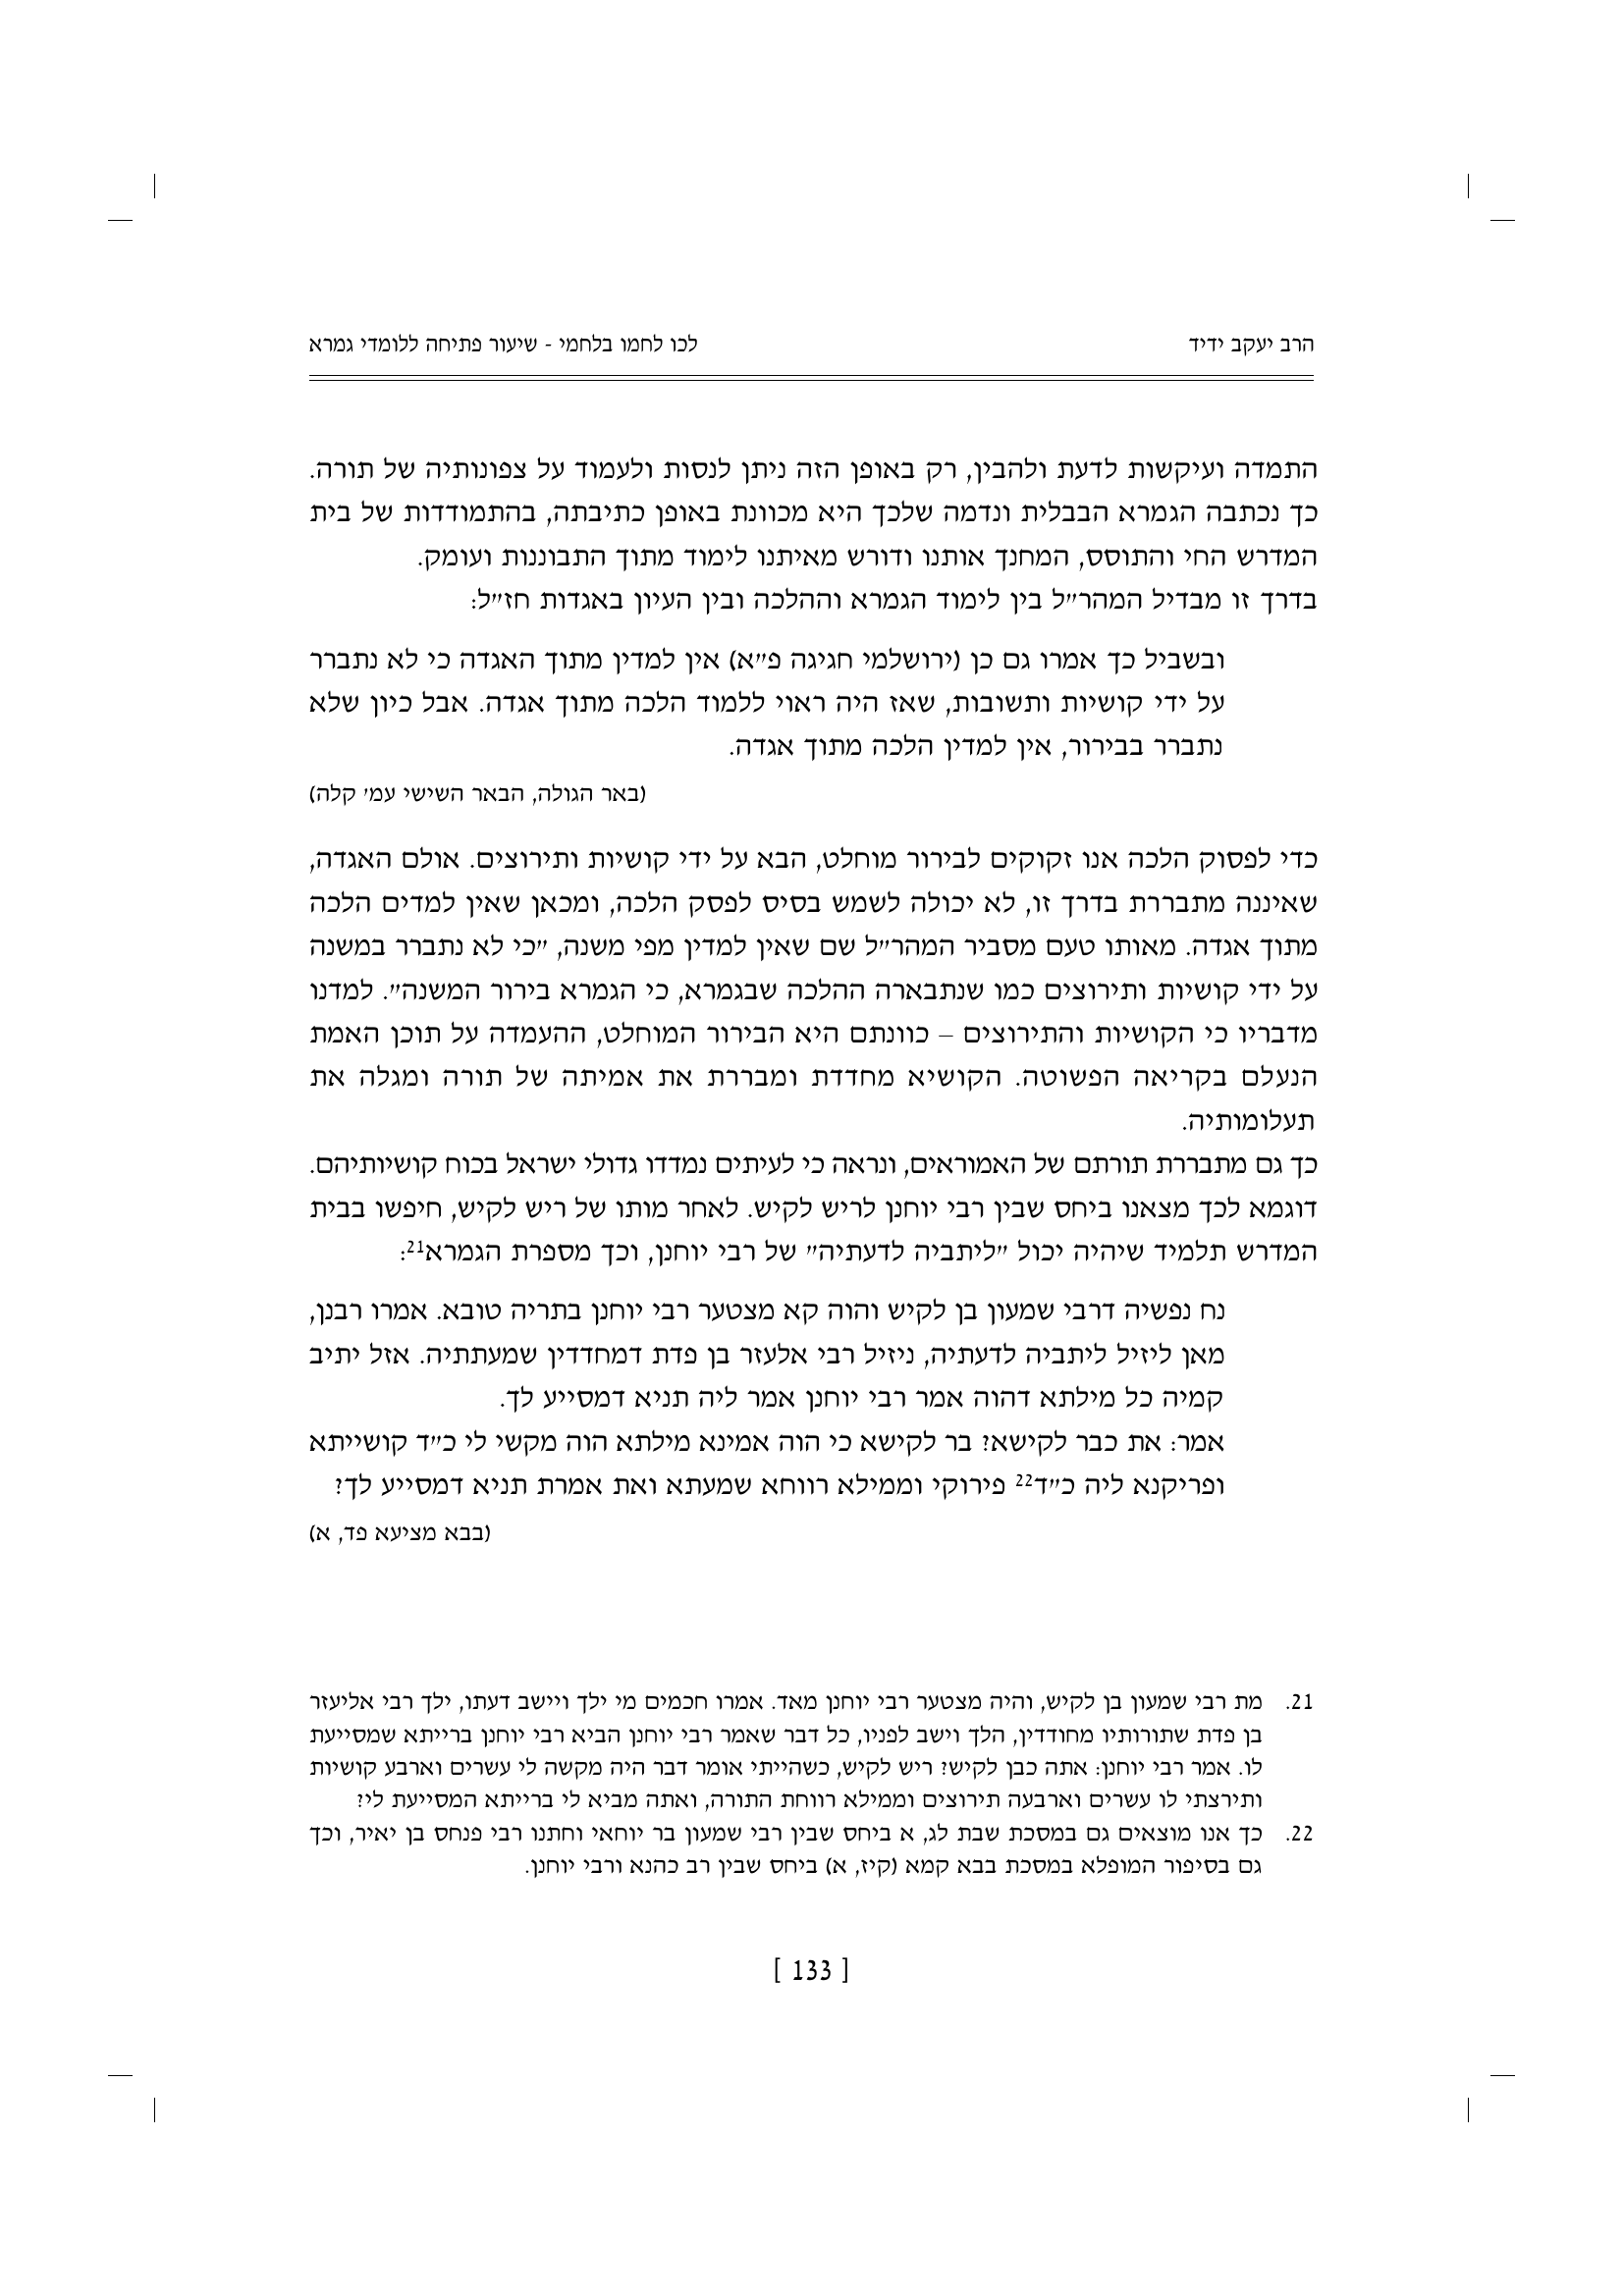 הרב יעקב ידיד
לכו לחמו בלחמי - שיעור פתיחה ללומדי גמרא
התמדה ועיקשות לדעת ולהבין, רק באופן הזה ניתן לנסות ולעמוד על צפונותיה של תורה.
כך נכתבה הגמרא הבבלית ונדמה שלכך היא מכוונת באופן כתיבתה, בהתמודדות של בית
המדרש החי והתוסס, המחנך אותנו ודורש מאיתנו לימוד מתוך התבוננות ועומק.
בדרך זו מבדיל המהר״ל בין לימוד הגמרא וההלכה ובין העיון באגדות חז״ל:
ובשביל כך אמרו גם כן (ירושלמי חגיגה פ״א) אין למדין מתוך האגדה כי לא נתברר
על ידי קושיות ותשובות, שאז היה ראוי ללמוד הלכה מתוך אגדה. אבל כיון שלא
נתברר בבירור, אין למדין הלכה מתוך אגדה.
(באר הגולה, הבאר השישי עמ׳ קלה)
כדי לפסוק הלכה אנו זקוקים לבירור מוחלט, הבא על ידי קושיות ותירוצים. אולם האגדה,
שאיננה מתבררת בדרך זו, לא יכולה לשמש בסיס לפסק הלכה, ומכאן שאין למדים הלכה
מתוך אגדה. מאותו טעם מסביר המהר״ל שם שאין למדין מפי משנה, ״כי לא נתברר במשנה
על ידי קושיות ותירוצים כמו שנתבארה ההלכה שבגמרא, כי הגמרא בירור המשנה״. למדנו
מדבריו כי הקושיות והתירוצים – כוונתם היא הבירור המוחלט, ההעמדה על תוכן האמת
הנעלם בקריאה הפשוטה. הקושיא מחדדת ומבררת את אמיתה של תורה ומגלה את
תעלומותיה.
כך גם מתבררת תורתם של האמוראים, ונראה כי לעיתים נמדדו גדולי ישראל בכוח קושיותיהם.
דוגמא לכך מצאנו ביחס שבין רבי יוחנן לריש לקיש. לאחר מותו של ריש לקיש, חיפשו בבית
המדרש תלמיד שיהיה יכול ״ליתביה לדעתיה״ של רבי יוחנן, וכך מספרת הגמרא21:
נח נפשיה דרבי שמעון בן לקיש והוה קא מצטער רבי יוחנן בתריה טובא. אמרו רבנן,
מאן ליזיל ליתביה לדעתיה, ניזיל רבי אלעזר בן פדת דמחדדין שמעתתיה. אזל יתיב
קמיה כל מילתא דהוה אמר רבי יוחנן אמר ליה תניא דמסייע לך.
אמר: את כבר לקישא? בר לקישא כי הוה אמינא מילתא הוה מקשי לי כ״ד קושייתא
ופריקנא ליה כ״ד22 פירוקי וממילא רווחא שמעתא ואת אמרת תניא דמסייע לך?
(בבא מציעא פד, א)
21. מת רבי שמעון בן לקיש, והיה מצטער רבי יוחנן מאד. אמרו חכמים מי ילך ויישב דעתו, ילך רבי אליעזר
בן פדת שתורותיו מחודדין, הלך וישב לפניו, כל דבר שאמר רבי יוחנן הביא רבי יוחנן ברייתא שמסייעת
לו. אמר רבי יוחנן: אתה כבן לקיש? ריש לקיש, כשהייתי אומר דבר היה מקשה לי עשרים וארבע קושיות
ותירצתי לו עשרים וארבעה תירוצים וממילא רווחת התורה, ואתה מביא לי ברייתא המסייעת לי?
22. כך אנו מוצאים גם במסכת שבת לג, א ביחס שבין רבי שמעון בר יוחאי וחתנו רבי פנחס בן יאיר, וכך
גם בסיפור המופלא במסכת בבא קמא (קיז, א) ביחס שבין רב כהנא ורבי יוחנן.
[ 133 ]